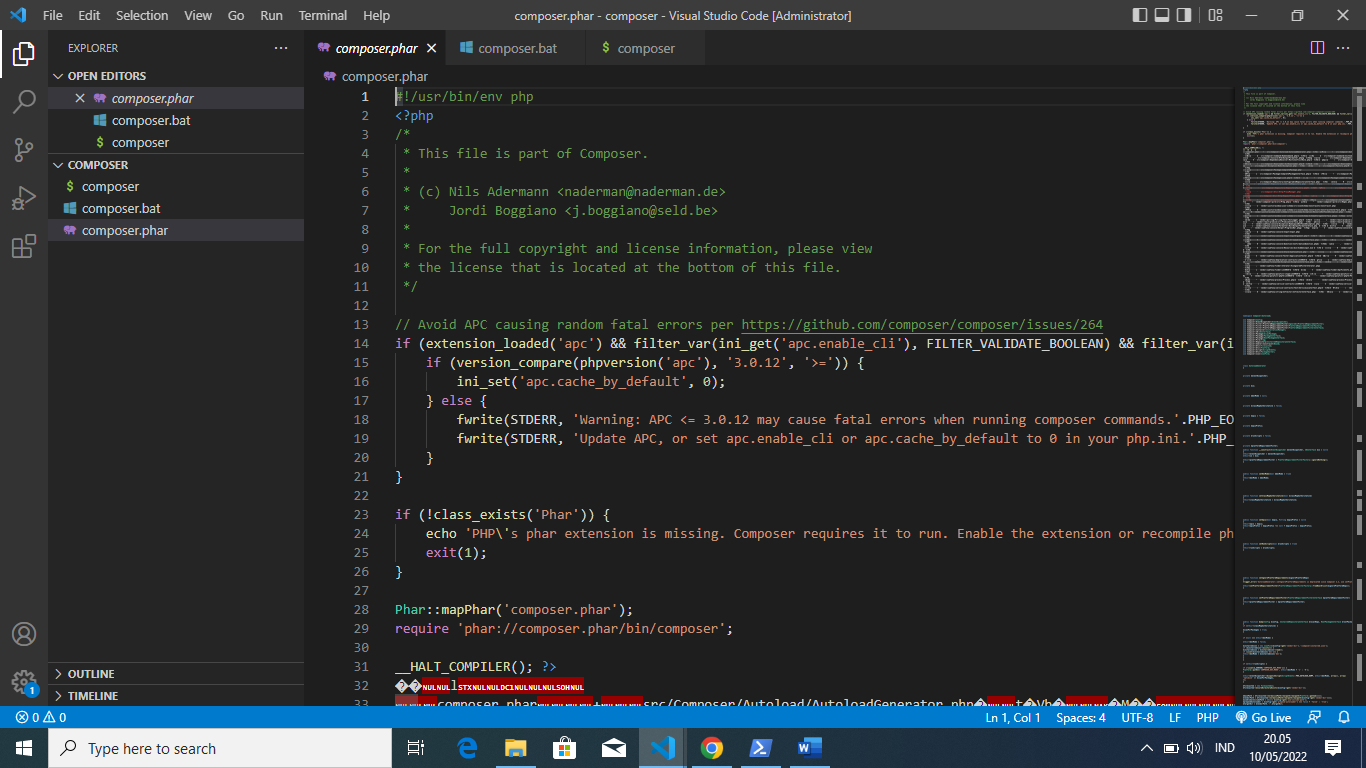 File Edit Selection View Go Run Terminal Help
composer.phar - composer - Visual Studio Code [Administrator]
EXPLORER
OPEN EDITORS
composer.phar
composer.bat
composer
COMPOSER
composer
composer.bat
composer.phar
OUTLINE
TIMELINE
composer.phar composer.bat composer
composer.phar
1 #!/usr/bin/env php
2 <?php
3 /*
4 * This file is part of Composer.
5 *
6 * (c) Nils Adermann <naderman@naderman.de>
7 *     Jordi Boggiano <j.boggiano@seld.be>
8 *
9 * For the full copyright and license information, please view
10 * the license that is located at the bottom of this file.
11 */
12
13 // Avoid APC causing random fatal errors per https://github.com/composer/composer/issues/264
14 if (extension_loaded('apc') && filter_var(ini_get('apc.enable_cli'), FILTER_VALIDATE_BOOLEAN) && filter_var(i
15 if (version_compare(phpversion('apc'), '3.0.12', '>=')) {
16 ini_set('apc.cache_by_default', 0);
17 } else {
18 fwrite(STDERR, 'Warning: APC <= 3.0.12 may cause fatal errors when running composer commands.'.PHP_EO
19 fwrite(STDERR, 'Update APC, or set apc.enable_cli or apc.cache_by_default to 0 in your php.ini.'.PHP_
20 }
21 }
22
23 if (!class_exists('Phar')) {
24 echo 'PHP\'s phar extension is missing. Composer requires it to run. Enable the extension or recompile ph
25 exit(1);
26 }
27
28 Phar::mapPhar('composer.phar');
29 require 'phar://composer.phar/bin/composer';
30
31 __HALT_COMPILER(); ?>
32 ��NULNULlSTXNULNULDC1NULNULNULSOHNUL
33 composer.phar src/Composer/Autoload/AutoloadGenerator.php
1
0 0
Ln 1, Col 1 Spaces: 4 UTF-8 LF PHP Go Live
Type here to search
IND
20.05
10/05/2022